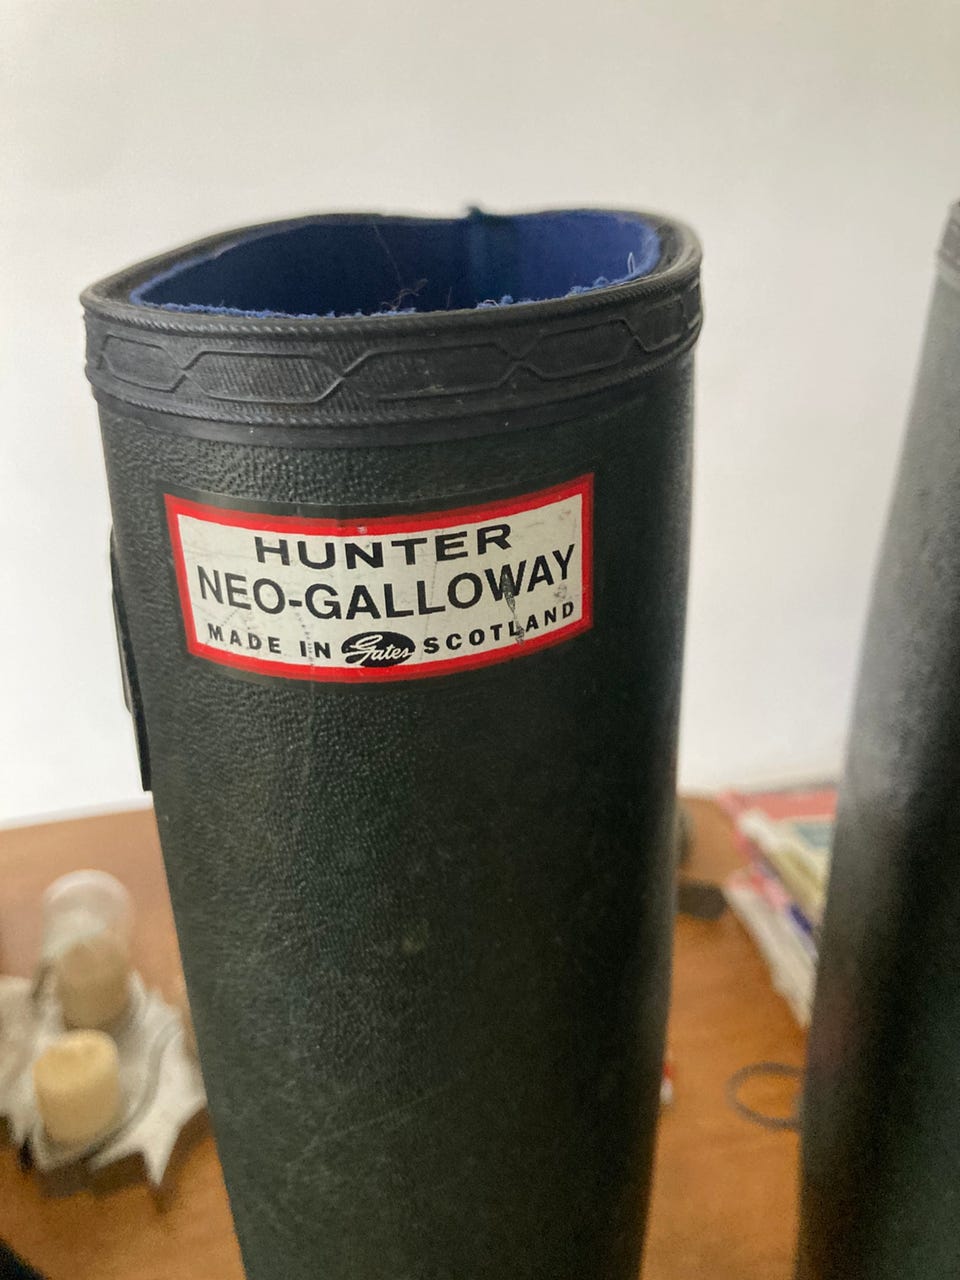 HUNTER
NEO-GALLOWAY
MADE IN Gates SCOTLAND